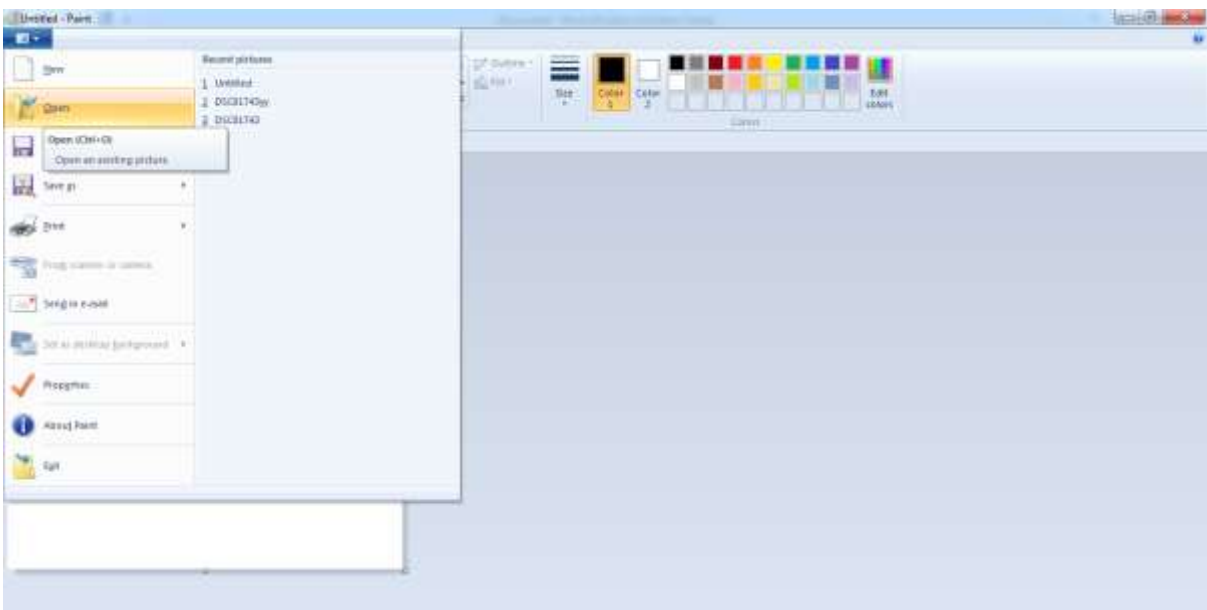 Untitled - Paint
New
Open
Open (Ctrl+O)
Open an existing picture.
Save as
Print
From scanner or camera
Send in e-mail
Set as desktop background
Properties
About Paint
Exit
Recent pictures
1 Untitled
2 DSC01743yy
3 DSC01743
Outline
Fill
Size
Color
1
Color
2
Edit
colors
Colors